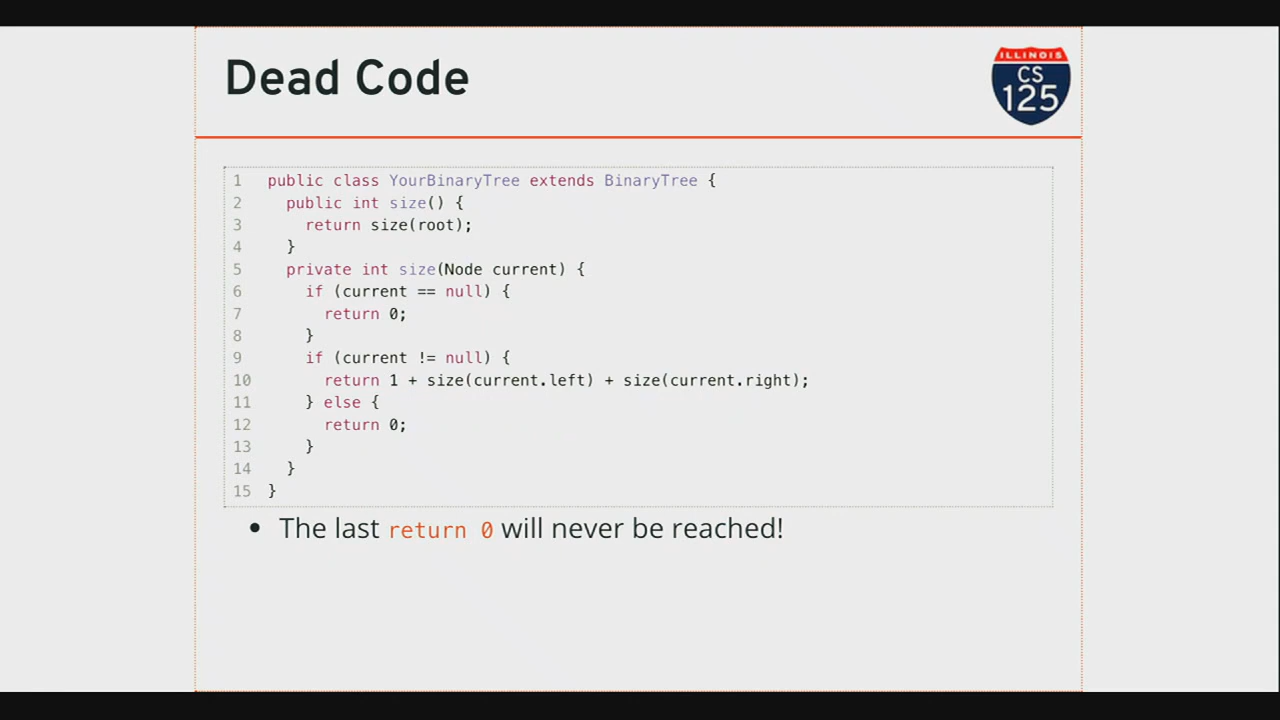 Dead Code
ILLINOIS
CS
125
1 public class YourBinaryTree extends BinaryTree {
2 public int size() {
3 return size(root);
4 }
5 private int size(Node current) {
6 if (current == null) {
7 return 0;
8 }
9 if (current != null) {
10 return 1 + size(current.left) + size(current.right);
11 } else {
12 return 0;
13 }
14 }
15 }
• The last return 0 will never be reached!